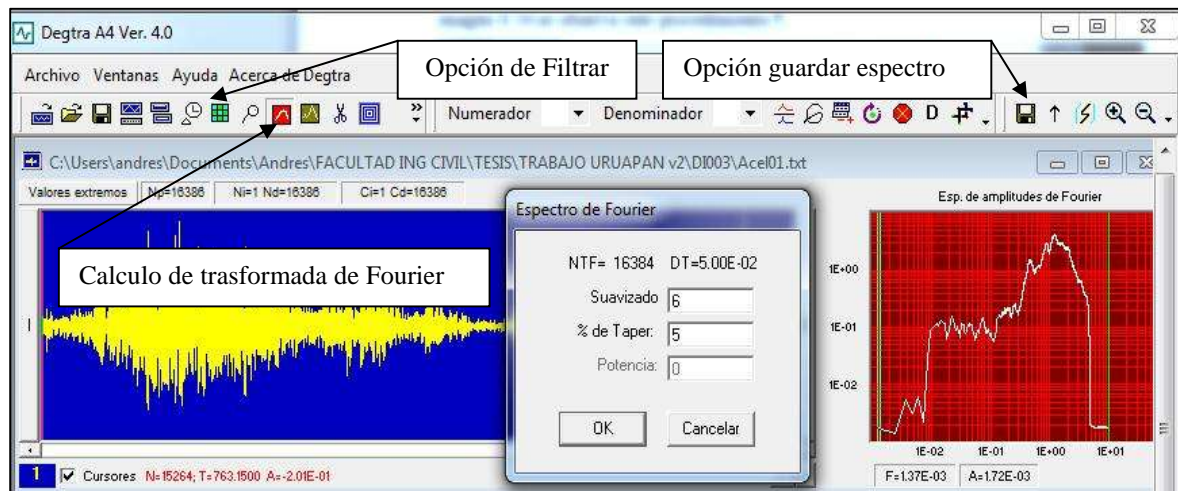 Degtra A4 Ver. 4.0
Archivo Ventanas Ayuda Acerca de Degtra
Opción de Filtrar
Opción guardar espectro
Numerador
Denominador
D
C:\Users\andres\Documents\Andres\FACULTAD ING CIVIL\TESIS\TRABAJO URUAPAN v2\DI003\Acel01.txt
Valores extremos
Np=16386
Ni=1 Nd=16386
Ci=1 Cd=16386
Calculo de trasformada de Fourier
Espectro de Fourier
NTF= 16384 DT=5.00E-02
Suavizado 6
% de Taper: 5
Potencia: 0
OK
Cancelar
Esp. de amplitudes de Fourier
1E+00
1E-01
1E-02
1E-02 1E-01 1E+00 1E+01
1
Cursores N=15264; T=763.1500 A=-2.01E-01
F=1.37E-03 A=1.72E-03